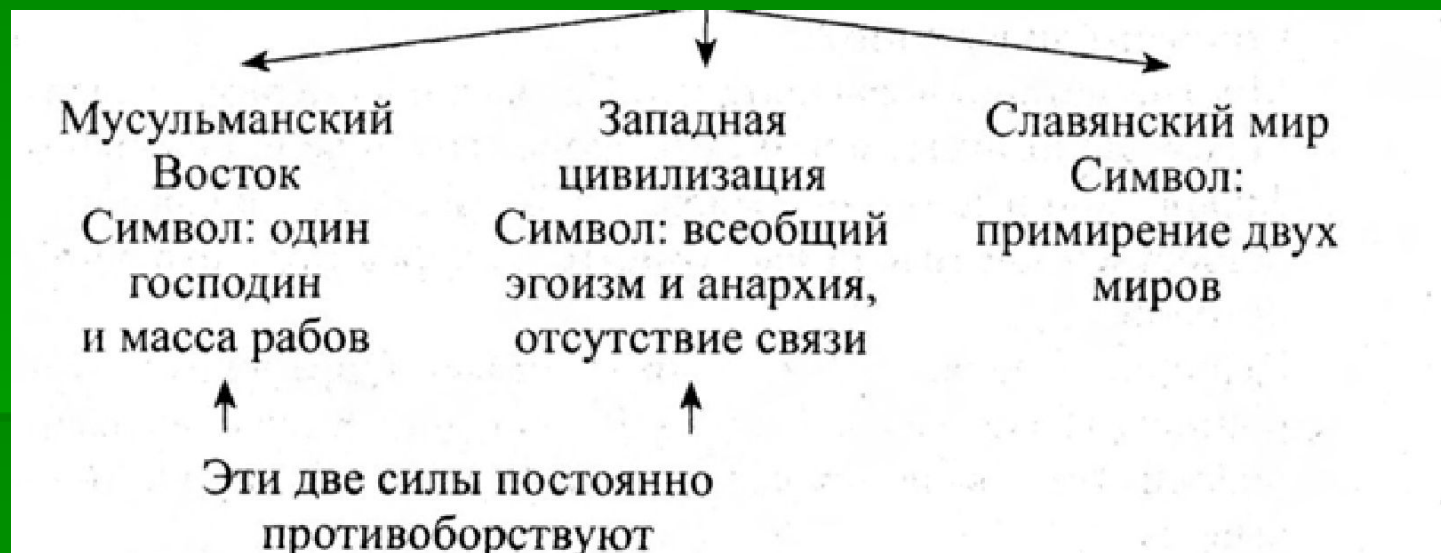 Мусульманский
Восток
Символ: один
господин
и масса рабов
Западная
цивилизация
Символ: всеобщий
эгоизм и анархия,
отсутствие связи
Славянский мир
Символ:
примирение двух
миров
Эти две силы постоянно
противоборствуют